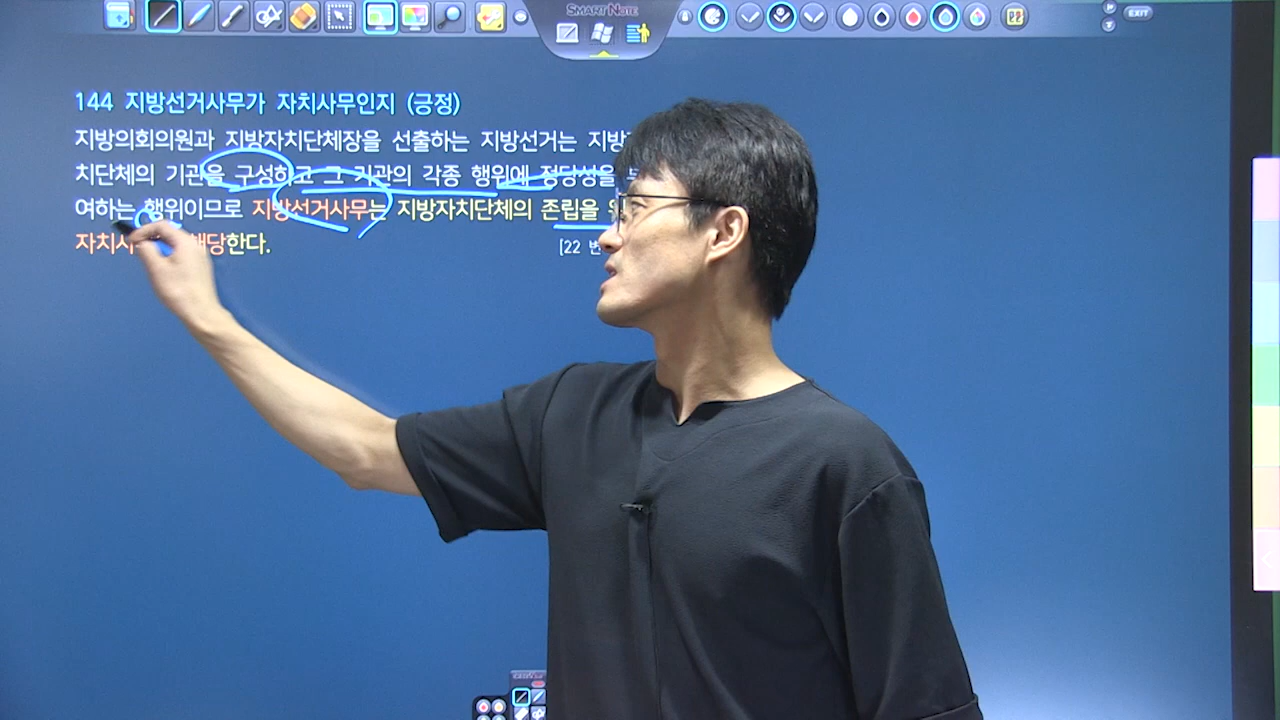 SMART NOTE
EXIT
144 지방선거사무가 자치사무인지 (긍정)
지방의회의원과 지방자치단체장을 선출하는 지방선거는 지방
치단체의 기관을 구성하고 그 기관의 각종 행위에 정당성을
여하는 행위이므로 지방선거사무는 지방자치단체의 존립을
자치사 해당한다.
[22 변